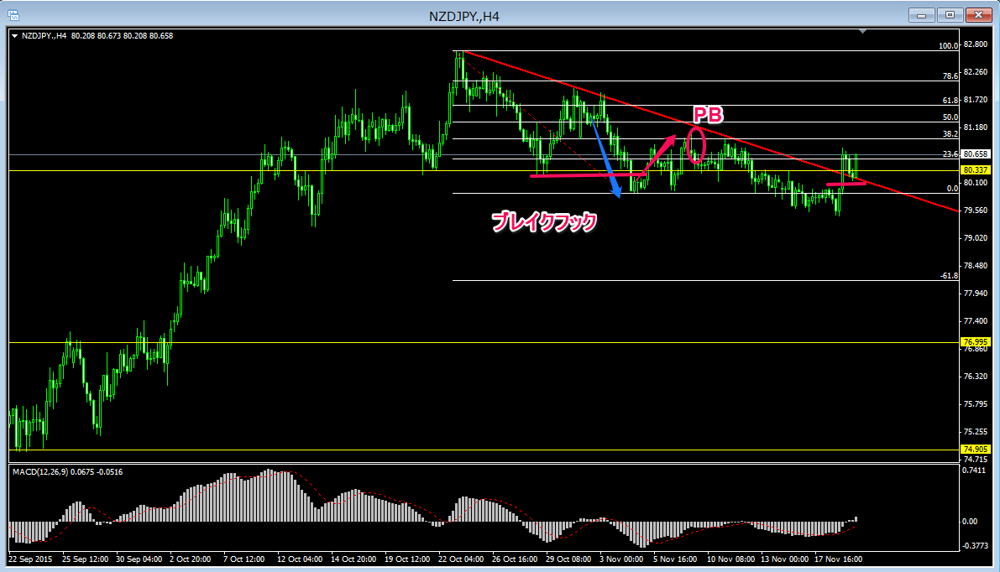 NZDJPY.,H4
NZDJPY.,H4 80.208 80.673 80.208 80.658
100.0
78.6
61.8
50.0
38.2
23.6
0.0
-61.8
82.800
82.260
81.720
81.180
80.658
80.337
80.100
79.560
79.020
78.480
77.940
77.400
76.995
76.860
76.320
75.795
75.255
74.905
74.715
PB
ブレイクフック
MACD(12,26,9) 0.0675 -0.0516
0.7411
0.00
-0.3773
22 Sep 2015
25 Sep 12:00
30 Sep 04:00
2 Oct 20:00
7 Oct 12:00
12 Oct 04:00
14 Oct 20:00
19 Oct 12:00
22 Oct 04:00
26 Oct 16:00
29 Oct 08:00
3 Nov 00:00
5 Nov 16:00
10 Nov 08:00
13 Nov 00:00
17 Nov 16:00